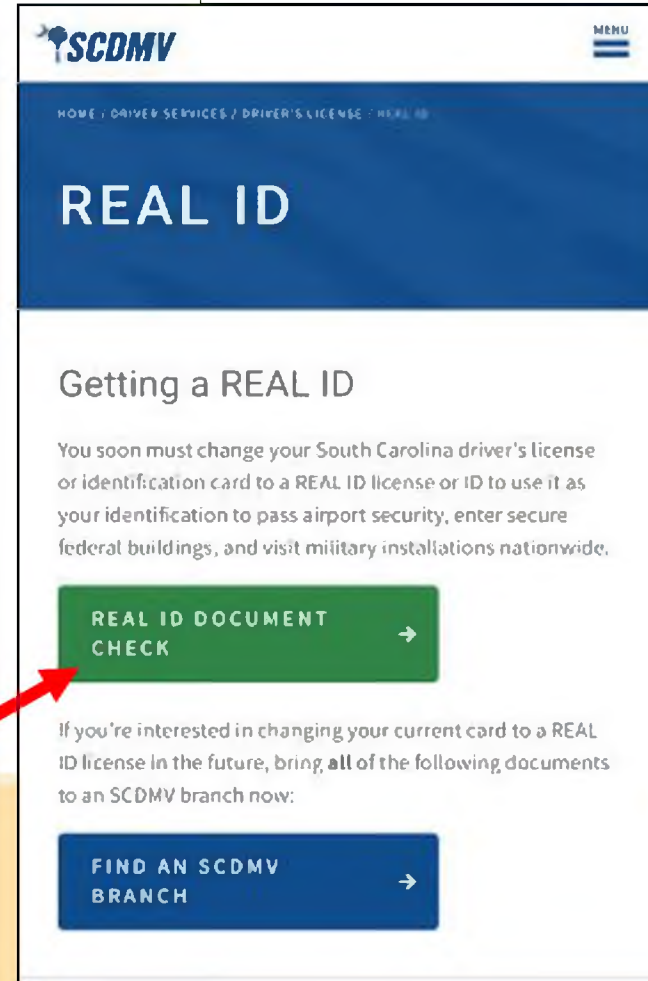 SCDMV
MENU
HOME / DRIVER SERVICES / DRIVER'S LICENSE / REAL ID
REAL ID
Getting a REAL ID
You soon must change your South Carolina driver's license
or identification card to a REAL ID license or ID to use it as
your identification to pass airport security, enter secure
federal buildings, and visit military installations nationwide.
REAL ID DOCUMENT
CHECK
If you're interested in changing your current card to a REAL
ID license in the future, bring all of the following documents
to an SCDMV branch now:
FIND AN SCDMV
BRANCH